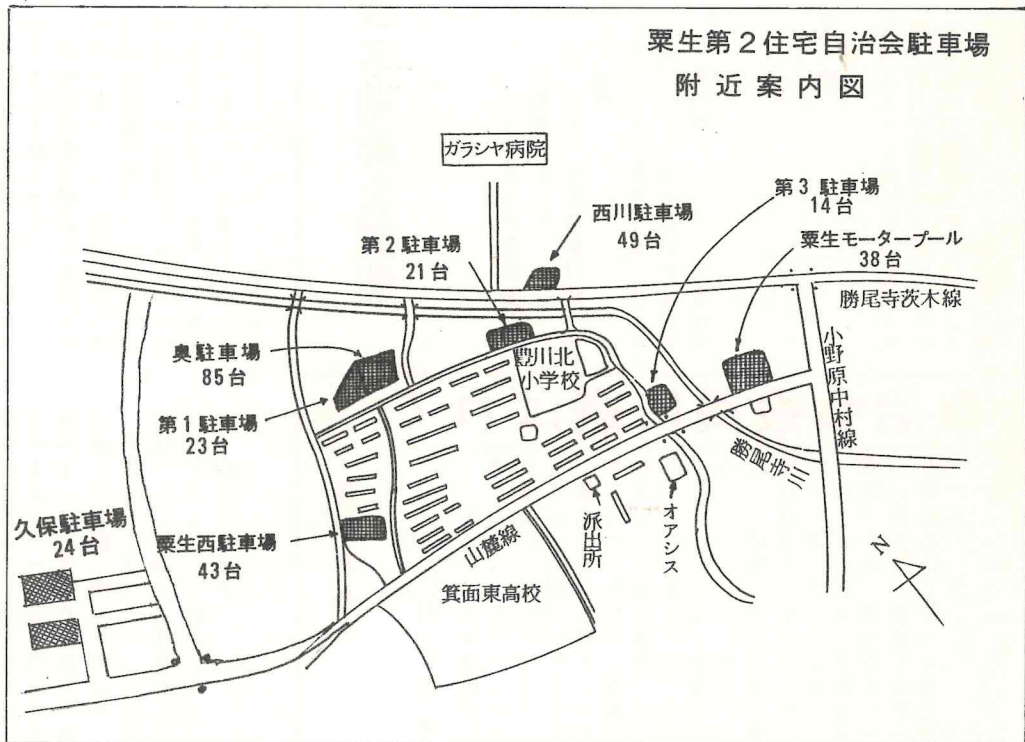 粟生第2住宅自治会駐車場
附近案内図
ガラシヤ病院
第3駐車場
14台
西川駐車場
49台
第2駐車場
21台
粟生モータープール
38台
勝尾寺茨木線
小野原中村線
奥駐車場
85台
豊川北
小学校
第1駐車場
23台
勝尾寺川
久保駐車場
24台
粟生西駐車場
43台
山麓線
派出所
オアシス
箕面東高校
N